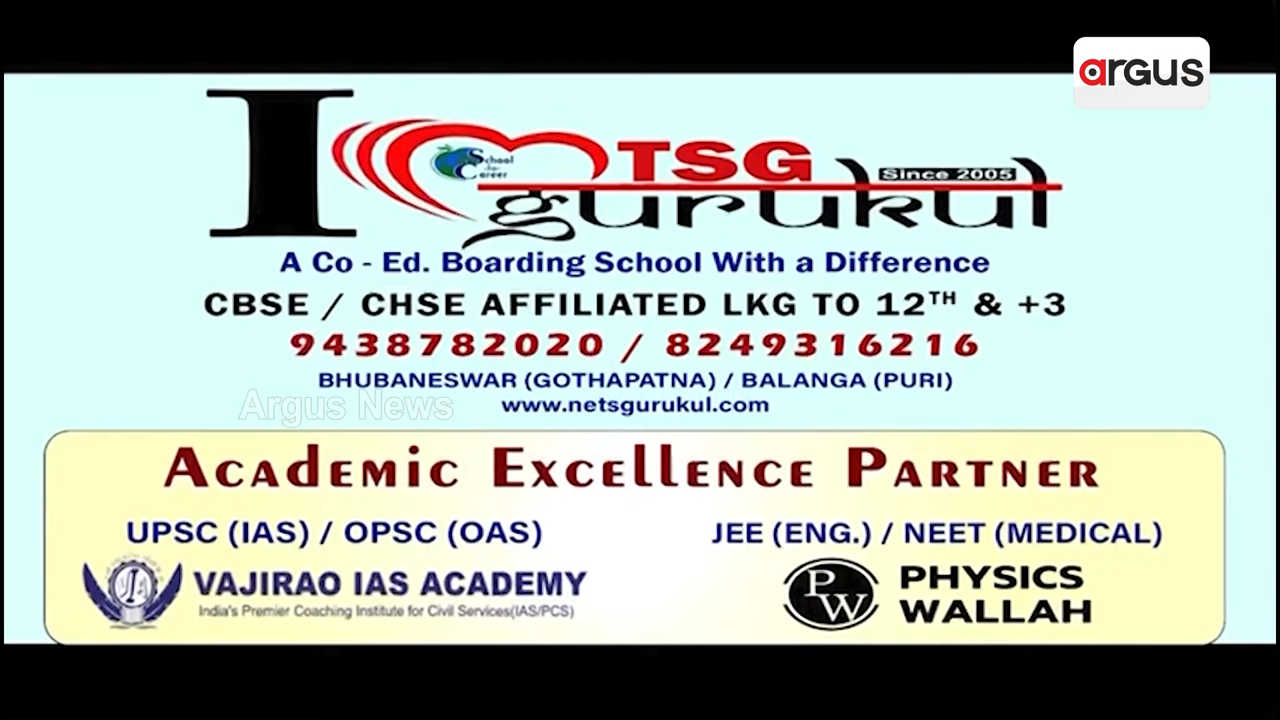 argus
I
School
-to-
Career
TSG
Since 2005
gurukul
A Co - Ed. Boarding School With a Difference
CBSE / CHSE AFFILIATED LKG TO 12TH & +3
9438782020 / 8249316216
BHUBANESWAR (GOTHAPATNA) / BALANGA (PURI)
Argus News
www.netsgurukul.com
Academic Excellence Partner
UPSC (IAS) / OPSC (OAS)
VAJIRAO IAS ACADEMY
India's Premier Coaching Institute for Civil Services(IAS/PCS)
JEE (ENG.) / NEET (MEDICAL)
PW
PHYSICS
WALLAH